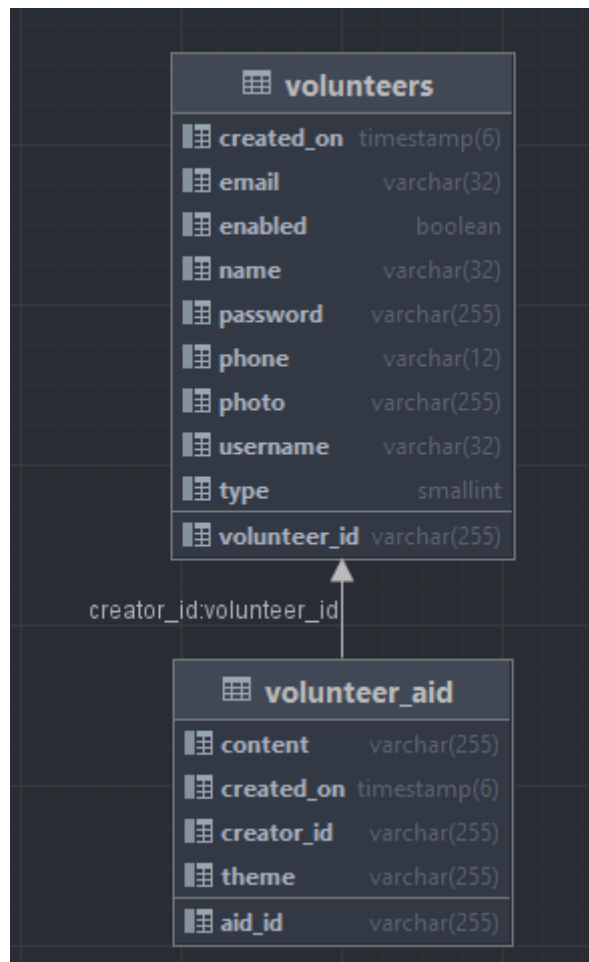 volunteers
created_on timestamp(6)
email varchar(32)
enabled boolean
name varchar(32)
password varchar(255)
phone varchar(12)
photo varchar(255)
username varchar(32)
type smallint
volunteer_id varchar(255)
creator_id:volunteer_id
volunteer_aid
content varchar(255)
created_on timestamp(6)
creator_id varchar(255)
theme varchar(255)
aid_id varchar(255)